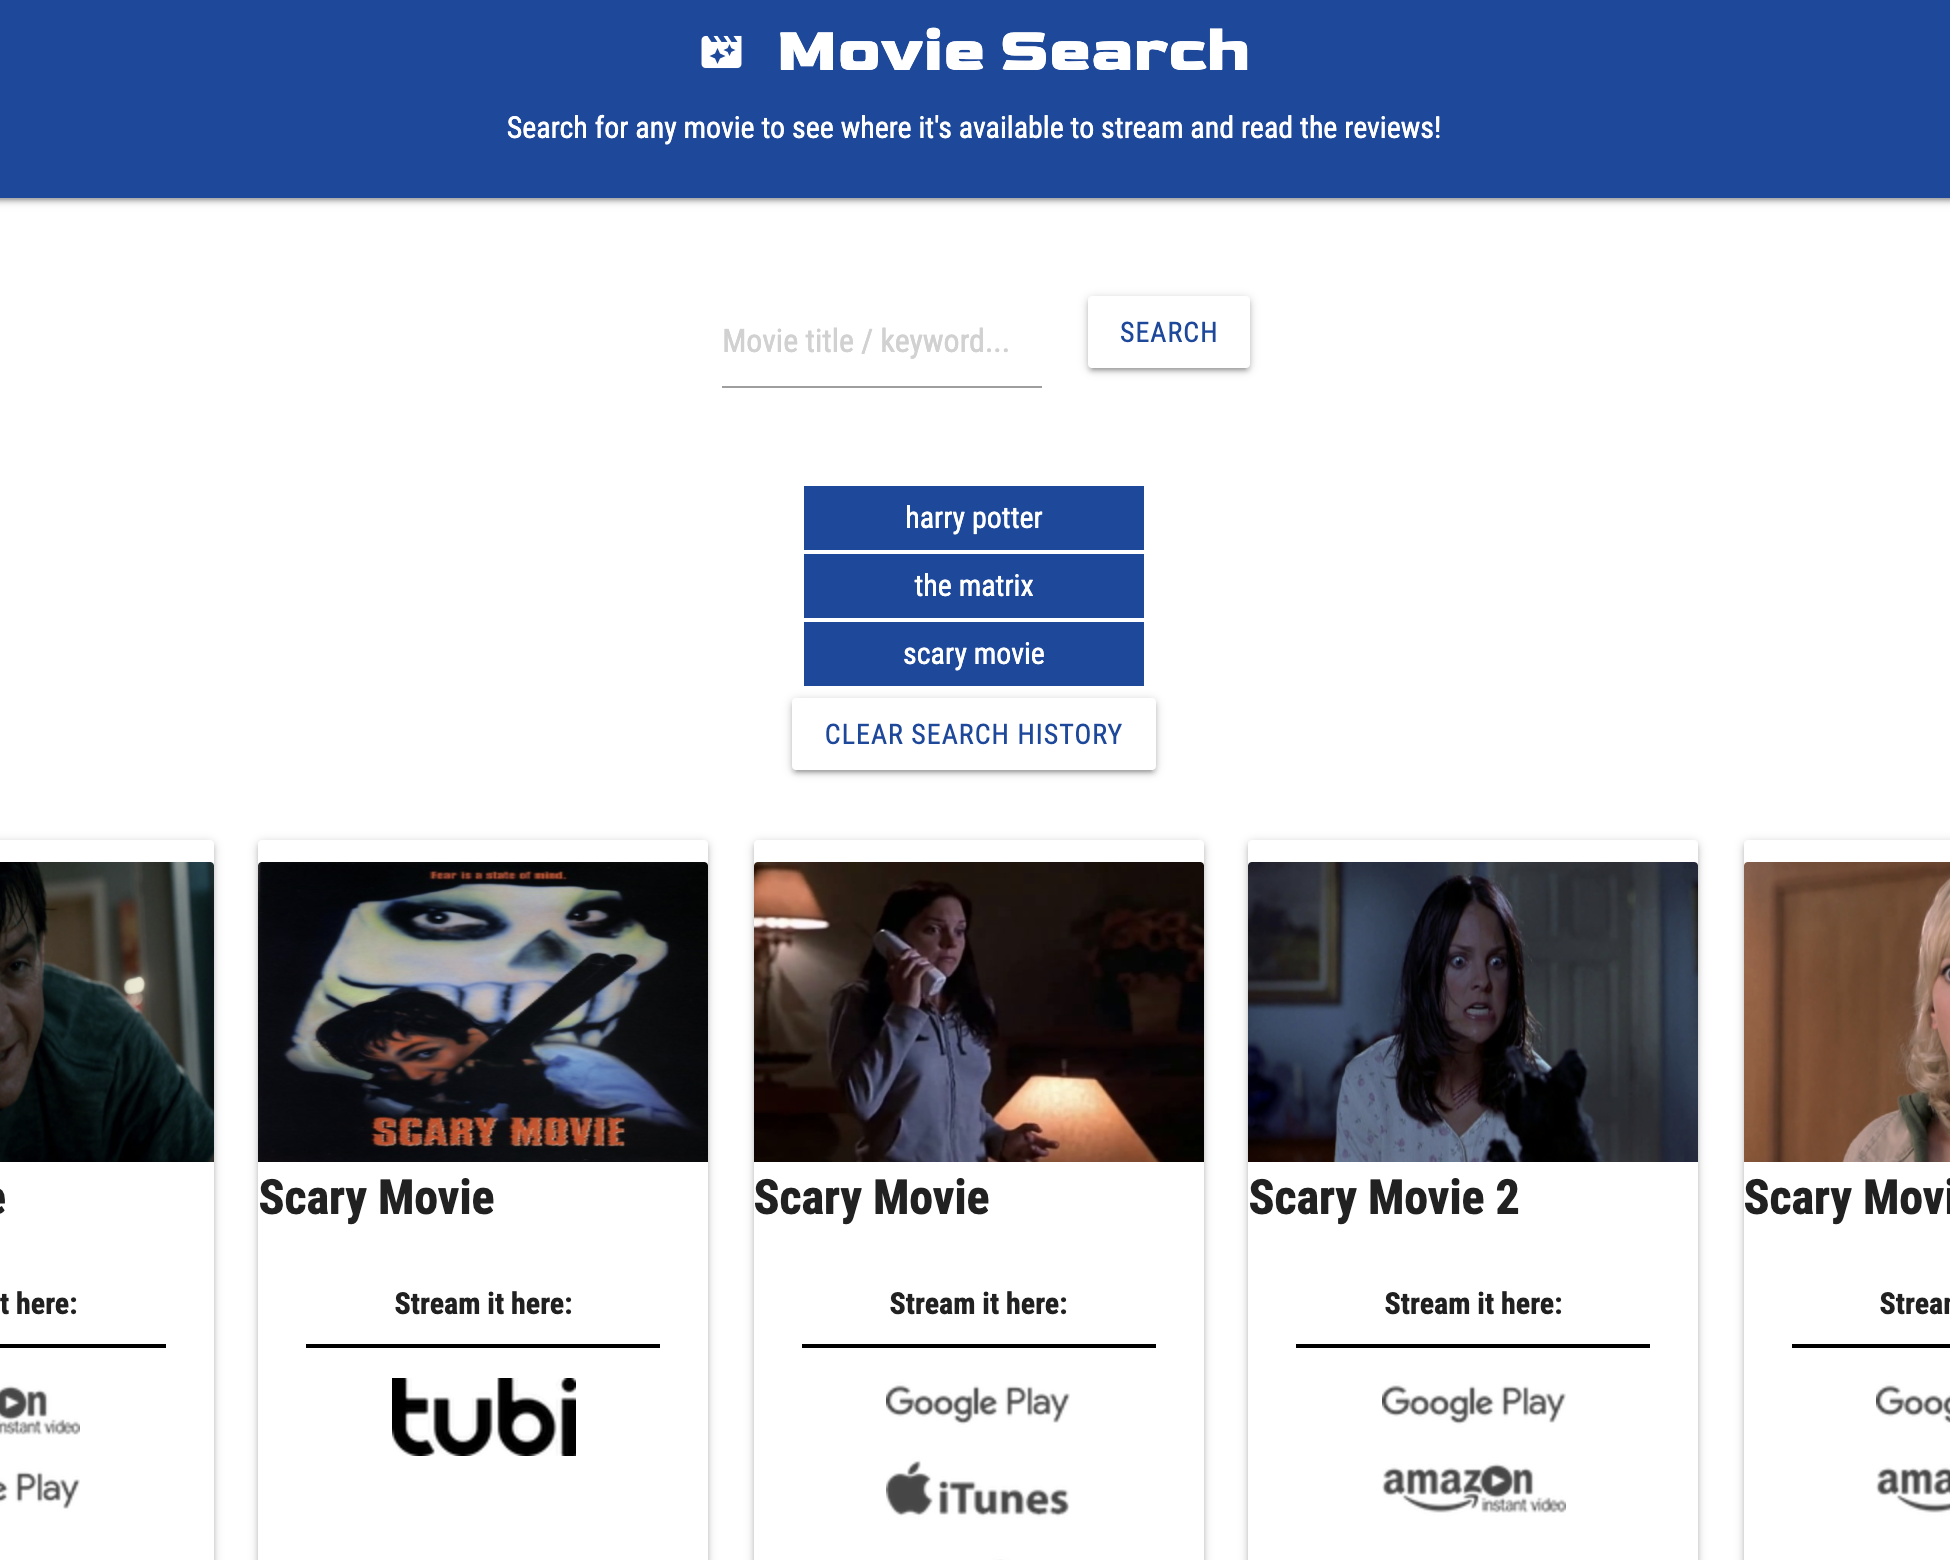 Movie Search
Search for any movie to see where it's available to stream and read the reviews!
Movie title / keyword...
SEARCH
harry potter
the matrix
scary movie
CLEAR SEARCH HISTORY
Fear is a state of mind.
SCARY MOVIE
e
Scary Movie
Scary Movie
Scary Movie 2
Scary Movi
t here:
Stream it here:
Stream it here:
Stream it here:
Strea
on
instant video
e Play
tubi
Google Play
iTunes
Google Play
amazon
instant video
Goog
ama